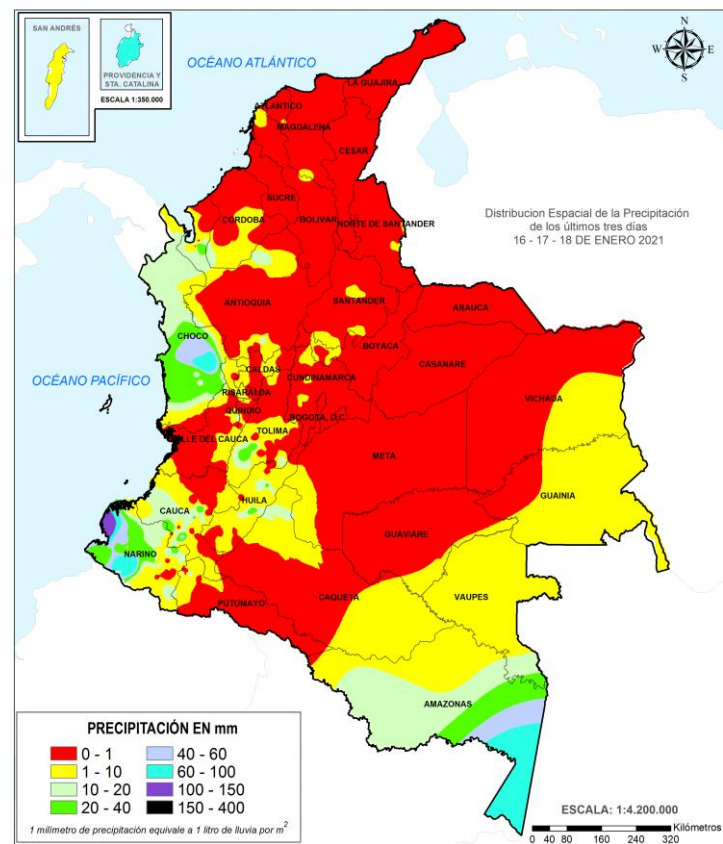 SAN ANDRÉS
PROVIDENCIA Y
STA. CATALINA
ESCALA 1:350.000
N
W
E
S
OCÉANO ATLÁNTICO
LA GUAJIRA
ATLANTICO
MAGDALENA
CESAR
SUCRE
CORDOBA
BOLIVAR
NORTE DE SANTANDER
Distribucion Espacial de la Precipitación
de los últimos tres días
16 - 17 - 18 DE ENERO 2021
ANTIOQUIA
SANTANDER
ARAUCA
CHOCO
BOYACA
CASANARE
OCÉANO PACÍFICO
CALDAS
CUNDINAMARCA
RISARALDA
VICHADA
QUINDIO
BOGOTA, D.C.
TOLIMA
VALLE DEL CAUCA
META
GUAINIA
HUILA
CAUCA
GUAVIARE
NARIÑO
CAQUETA
VAUPES
PUTUMAYO
AMAZONAS
PRECIPITACIÓN EN mm
0 - 1
40 - 60
1 - 10
60 - 100
10 - 20
100 - 150
20 - 40
150 - 400
1 milímetro de precipitación equivale a 1 litro de lluvia por m2
ESCALA: 1:4.200.000
Kilómetros
0 40 80 160 240 320